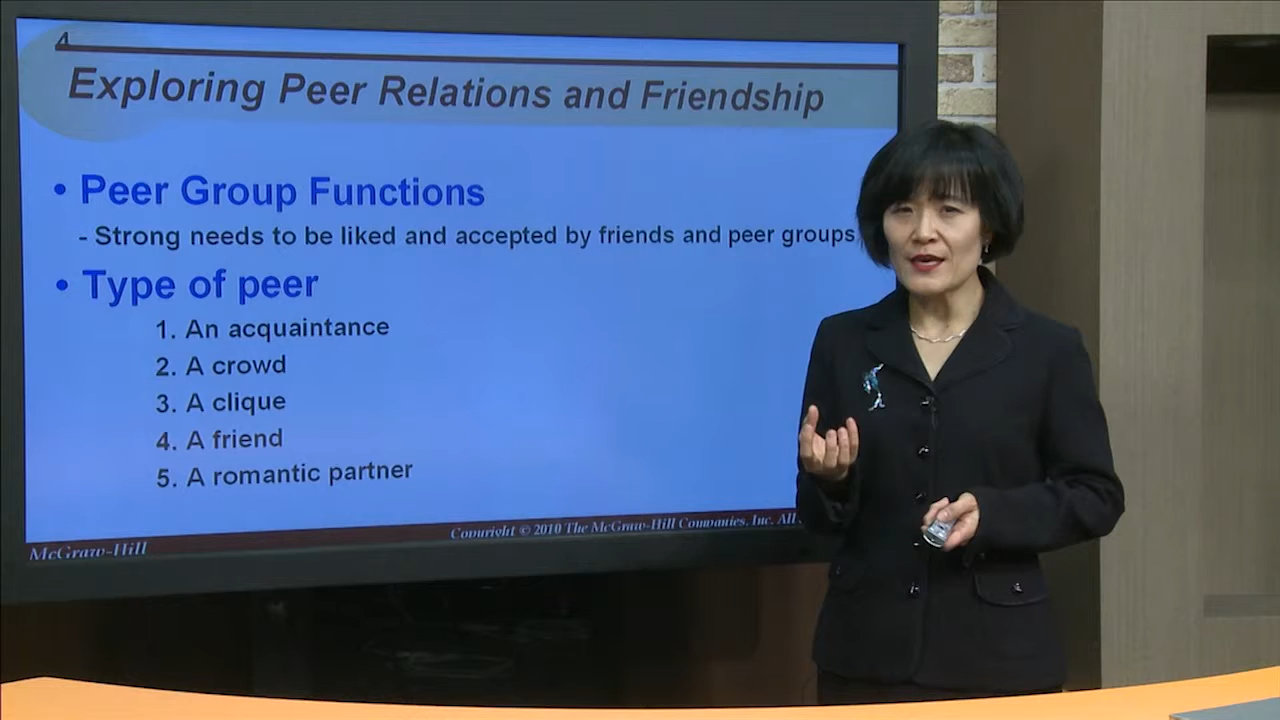 4
Exploring Peer Relations and Friendship
• Peer Group Functions
- Strong needs to be liked and accepted by friends and peer groups
• Type of peer
1. An acquaintance
2. A crowd
3. A clique
4. A friend
5. A romantic partner
McGraw-Hill
Copyright © 2010 The McGraw-Hill Companies, Inc. All